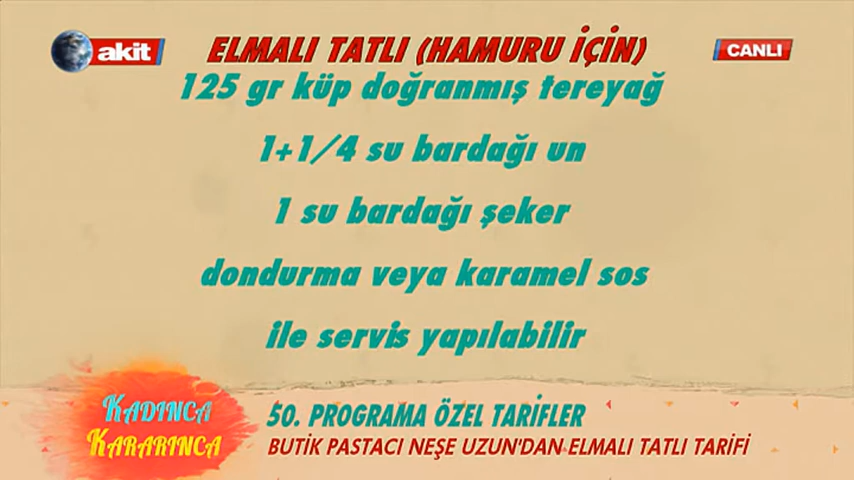 akit
ELMALI TATLI (HAMURU İÇİN)
CANLI
125 gr küp doğranmış tereyağ
1+1/4 su bardağı un
1 su bardağı şeker
dondurma veya karamel sos
ile servis yapılabilir
KADINCA
KARARINCA
50. PROGRAMA ÖZEL TARİFLER
BUTİK PASTACI NEŞE UZUN'DAN ELMALI TATLI TARİFİ